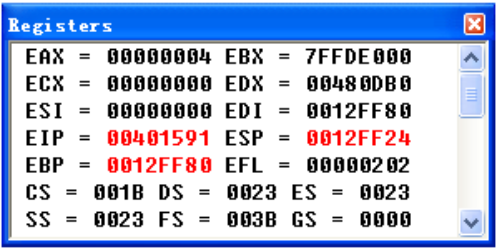 Registers
EAX = 00000004 EBX = 7FFDE000
ECX = 00000000 EDX = 00480DB0
ESI = 00000000 EDI = 0012FF80
EIP = 00401591 ESP = 0012FF24
EBP = 0012FF80 EFL = 00000202
CS = 001B DS = 0023 ES = 0023
SS = 0023 FS = 003B GS = 0000